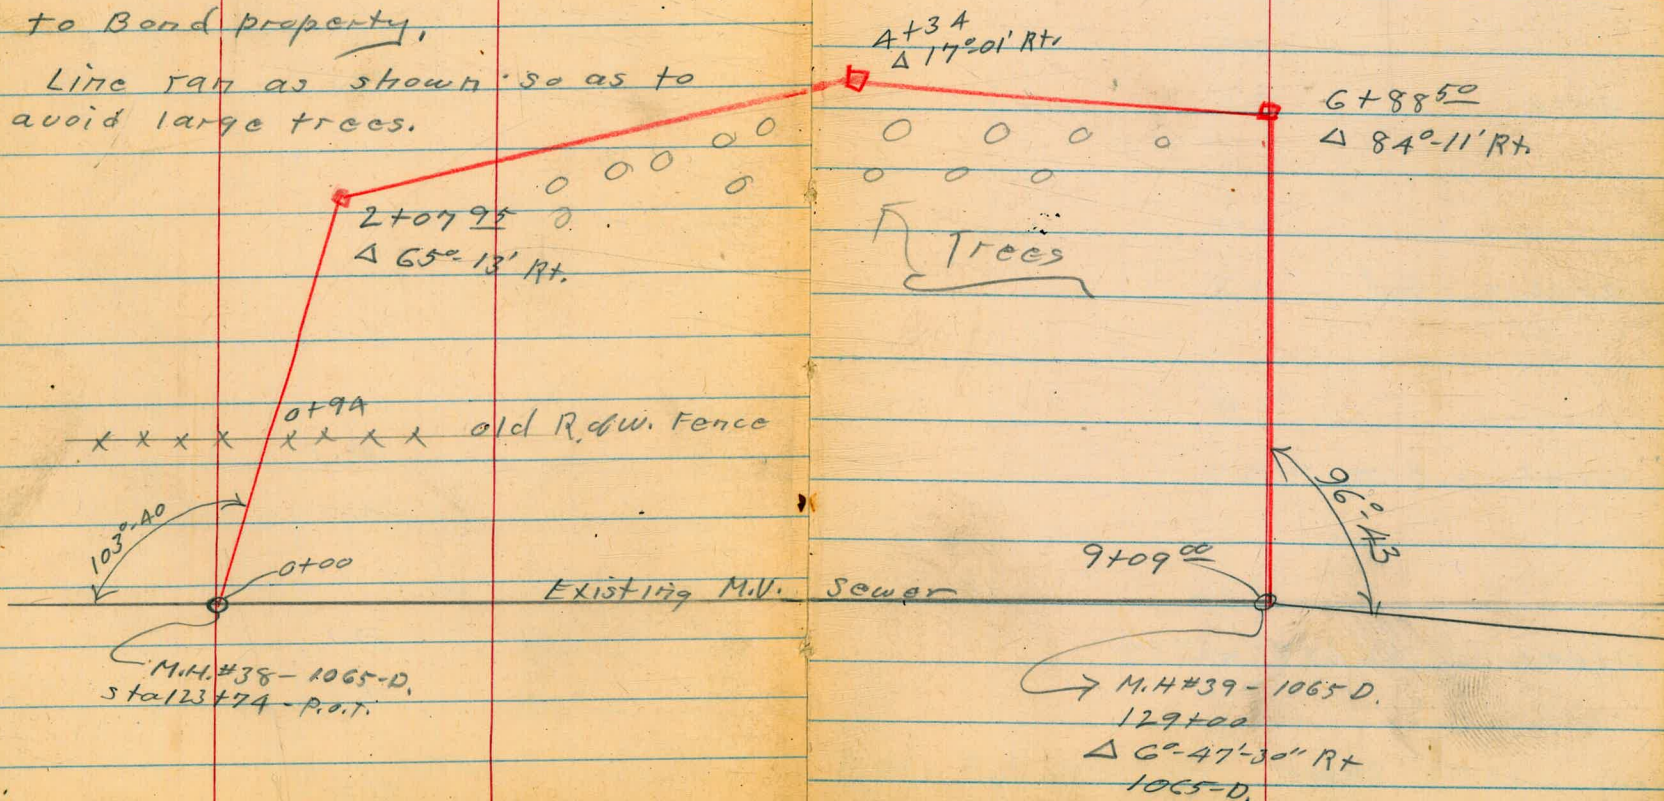 to Bond property.
Line ran as shown so as to
avoid large trees.
4+34
Δ 17°-01' Rt.
6+88 50
Δ 84°-11' Rt.
2+07 95
Δ 65°-13' Rt.
Trees
0+94
x x x x x x x x old R.ofw. Fence
103°-40
96°-43
0+00
9+09 00
Existing M.V. Sewer
M.H.#38-1065-D.
sta123+74-P.O.T.
M.H#39-1065D.
129+00
Δ 6°-47'-30" Rt
1065-D.